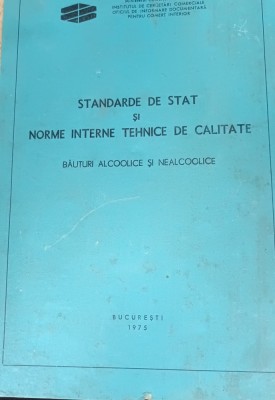 INSTITUTUL DE CERCETARI COMERCIALE
OFICIUL DE INFORMARE DOCUMENTARA
PENTRU COMERT INTERIOR
STANDARDE DE STAT
ȘI
NORME INTERNE TEHNICE DE CALITATE
BĂUTURI ALCOOLICE ȘI NEALCOOLICE
BUCUREȘTI
1975